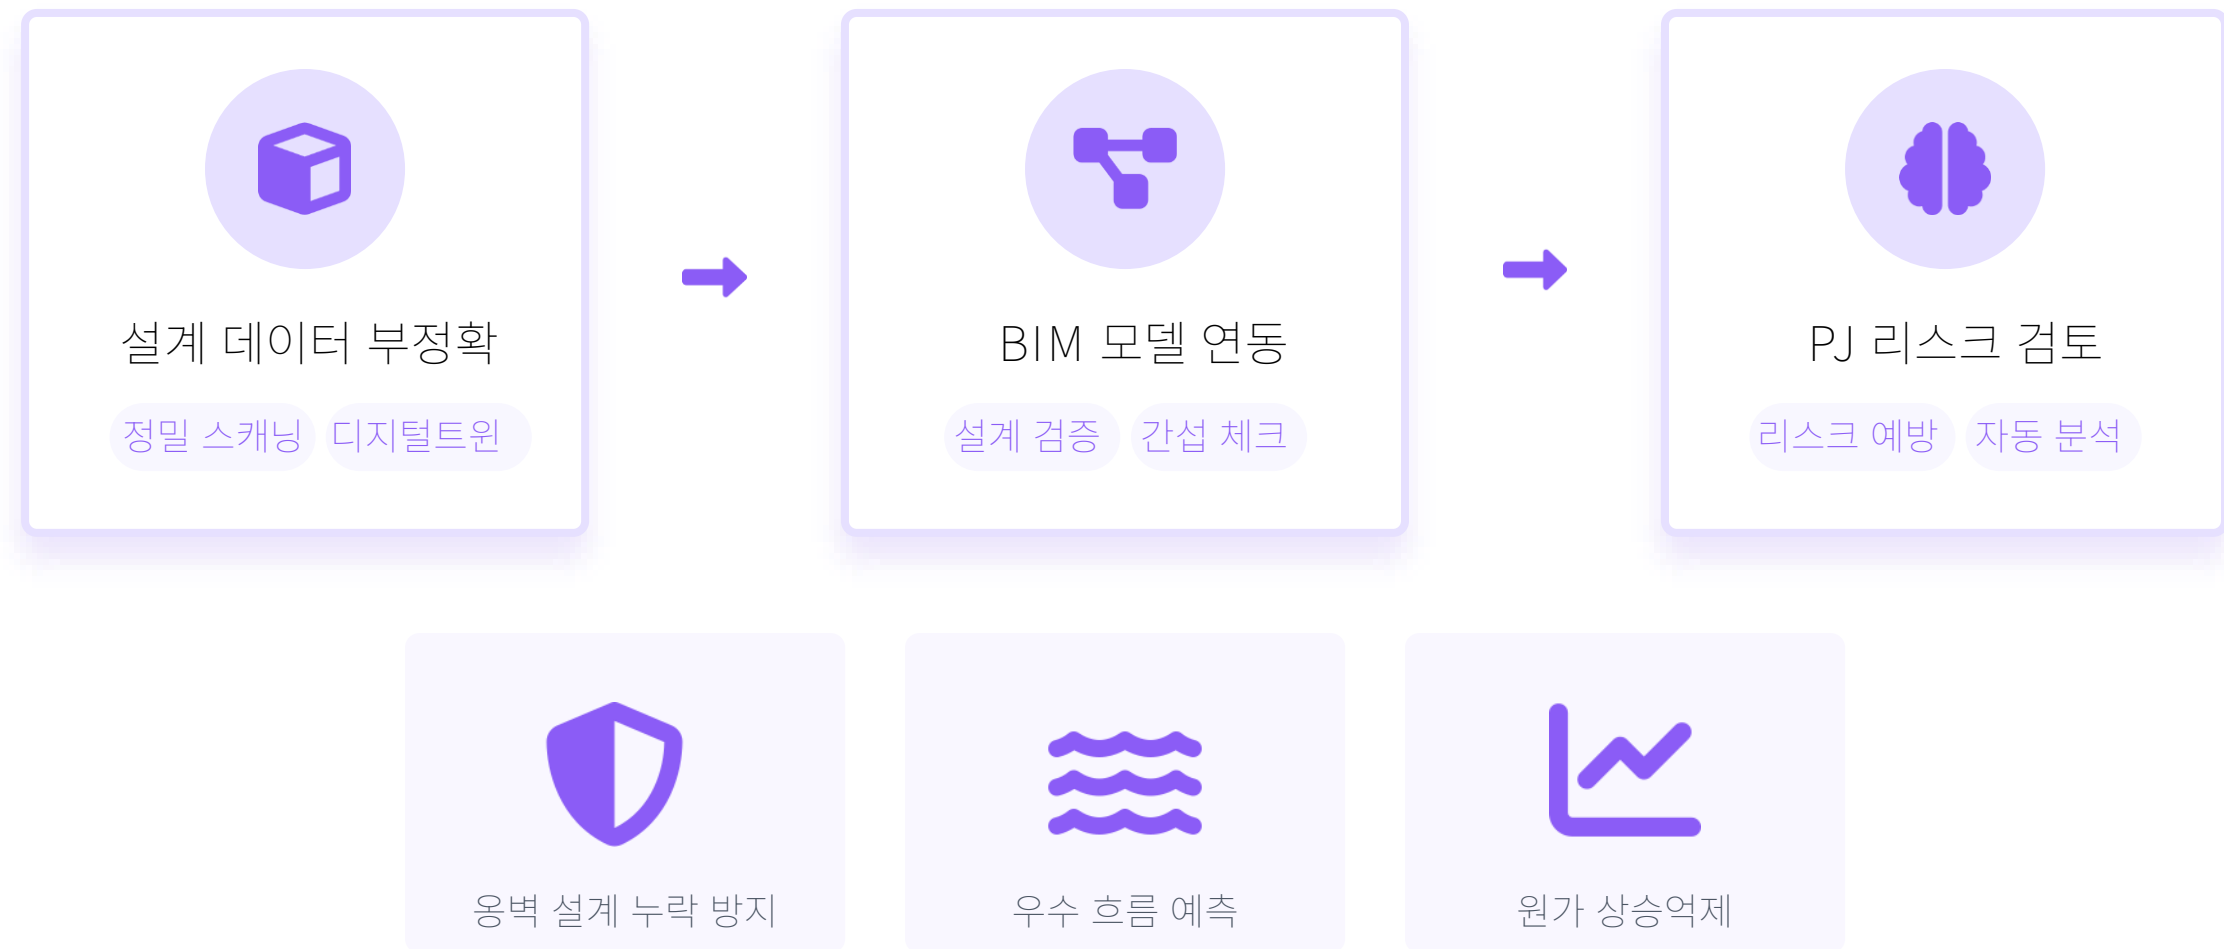 설계 데이터 부정확
정밀 스캐닝 디지털트윈
BIM 모델 연동
설계 검증 간섭 체크
PJ 리스크 검토
리스크 예방 자동 분석
옹벽 설계 누락 방지
우수 흐름 예측
원가 상승억제